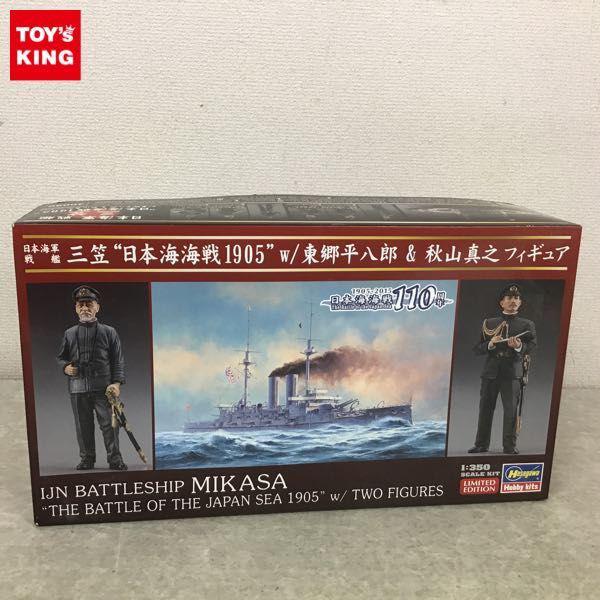 TOY's
KING
日本海軍
戦艦
三笠“日本海海戦1905” w/東郷平八郎 & 秋山真之フィギュア
1905-2015
日本海海戦110周年
IJN BATTLESHIP MIKASA
“THE BATTLE OF THE JAPAN SEA 1905” w/ TWO FIGURES
1:350
SCALE KIT
LIMITED
EDITION
Hasegawa
Hobby kits